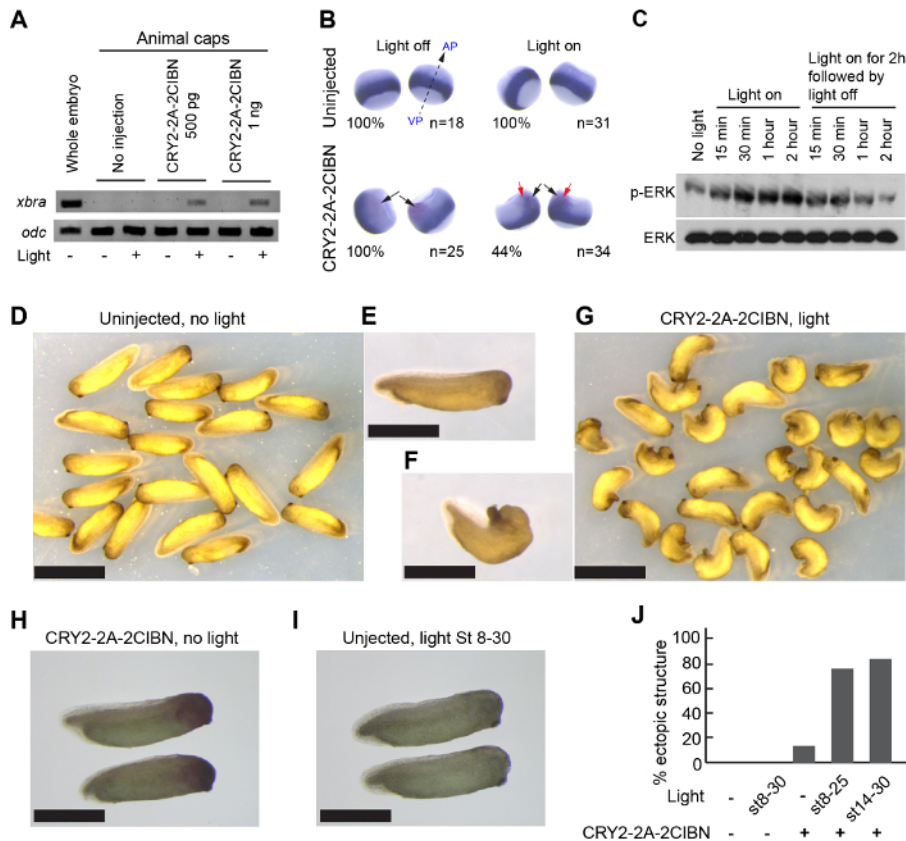 A
Animal caps
Whole embryo
No injection
CRY2-2A-2CIBN
500 pg
CRY2-2A-2CIBN
1 ng
xbra
odc
Light - - + - + - +
B
Light off
Light on
Uninjected
AP
VP
100% n=18
100% n=31
CRY2-2A-2CIBN
100% n=25
44% n=34
C
Light on for 2h
followed by
light off
Light on
No light
15 min
30 min
1 hour
2 hour
15 min
30 min
1 hour
2 hour
p-ERK
ERK
D
Uninjected, no light
E
F
G
CRY2-2A-2CIBN, light
H
CRY2-2A-2CIBN, no light
I
Unjected, light St 8-30
J
% ectopic structure
100
80
60
40
20
0
Light - st8-30 - st8-25 st14-30
CRY2-2A-2CIBN - - + + +